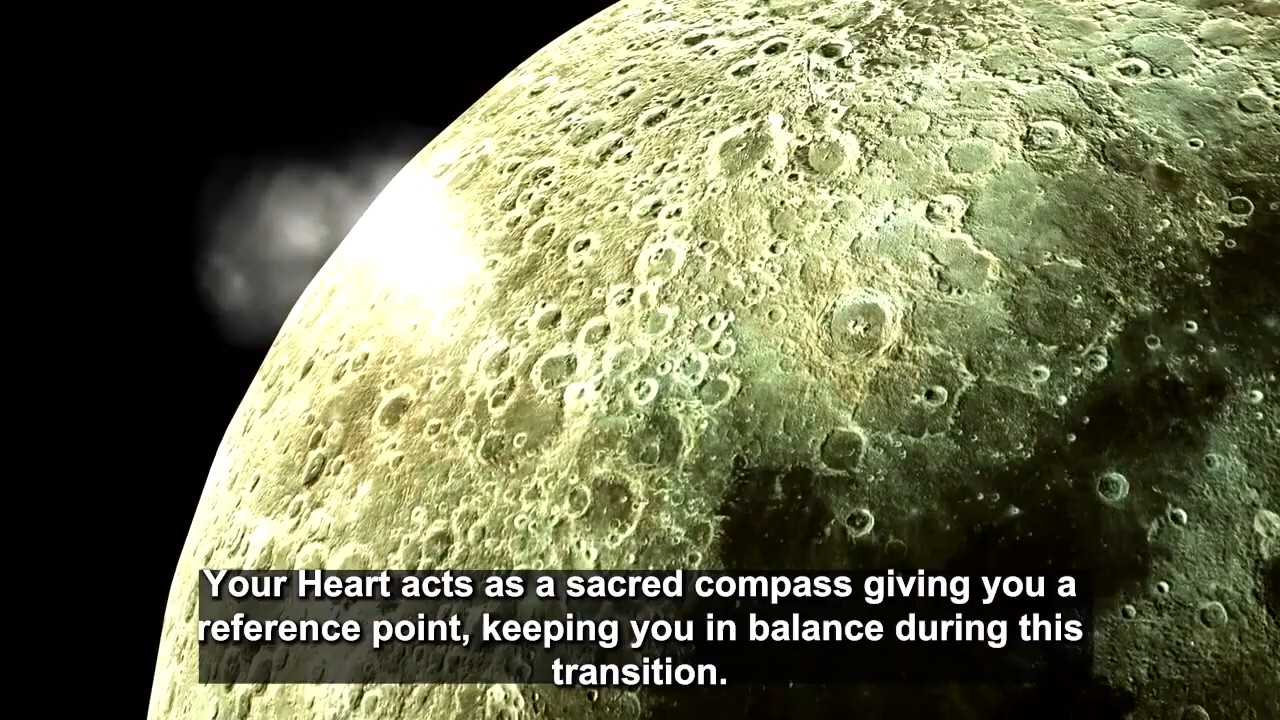 Your Heart acts as a sacred compass giving you a
reference point, keeping you in balance during this
transition.